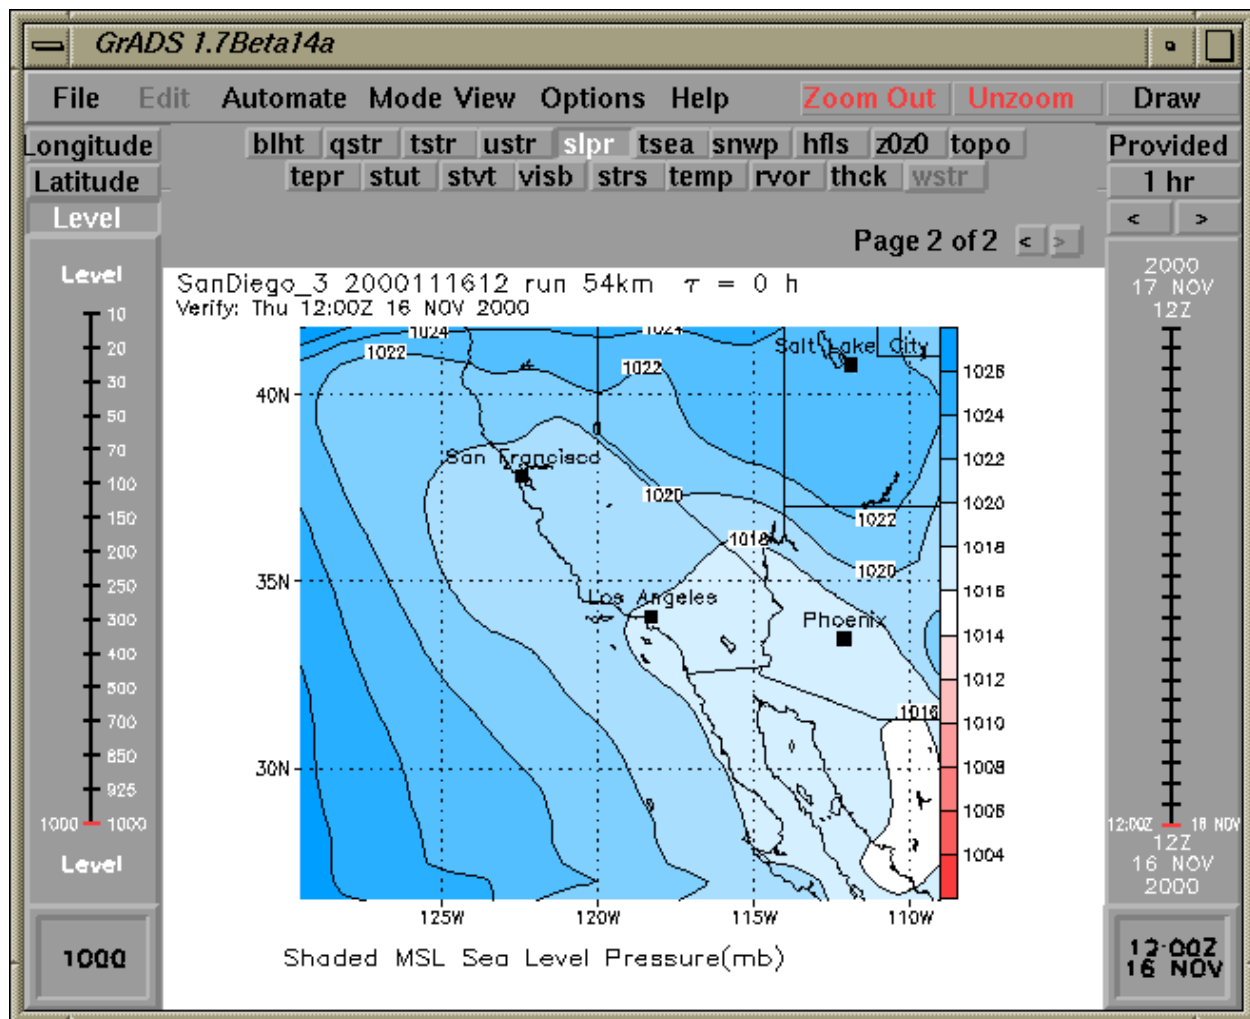 GrADS 1.7Beta14a
File Edit Automate Mode View Options Help Zoom Out Unzoom Draw
Longitude blht qstr tstr ustr slpr tsea snwp hfls z0z0 topo Provided
Latitude tepr stut stvt visb strs temp rvor thck wstr 1 hr
Level < >
Page 2 of 2 < >
Level
10
20
30
50
70
100
150
200
250
300
400
500
700
850
925
1000 1000
Level
1000
SanDiego_3 2000111612 run 54km τ = 0 h
Verify: Thu 12:00Z 16 NOV 2000
1024 1024
1022 1022
Salt Lake City
San Francisco
1020
1022
1018
1020
Los Angeles
Phoenix
1016
40N
35N
30N
125W 120W 115W 110W
1026
1024
1022
1020
1018
1016
1014
1012
1010
1008
1006
1004
Shaded MSL Sea Level Pressure(mb)
2000
17 NOV
12Z
12:00Z 16 NOV
12Z
16 NOV
2000
12:00Z
16 NOV